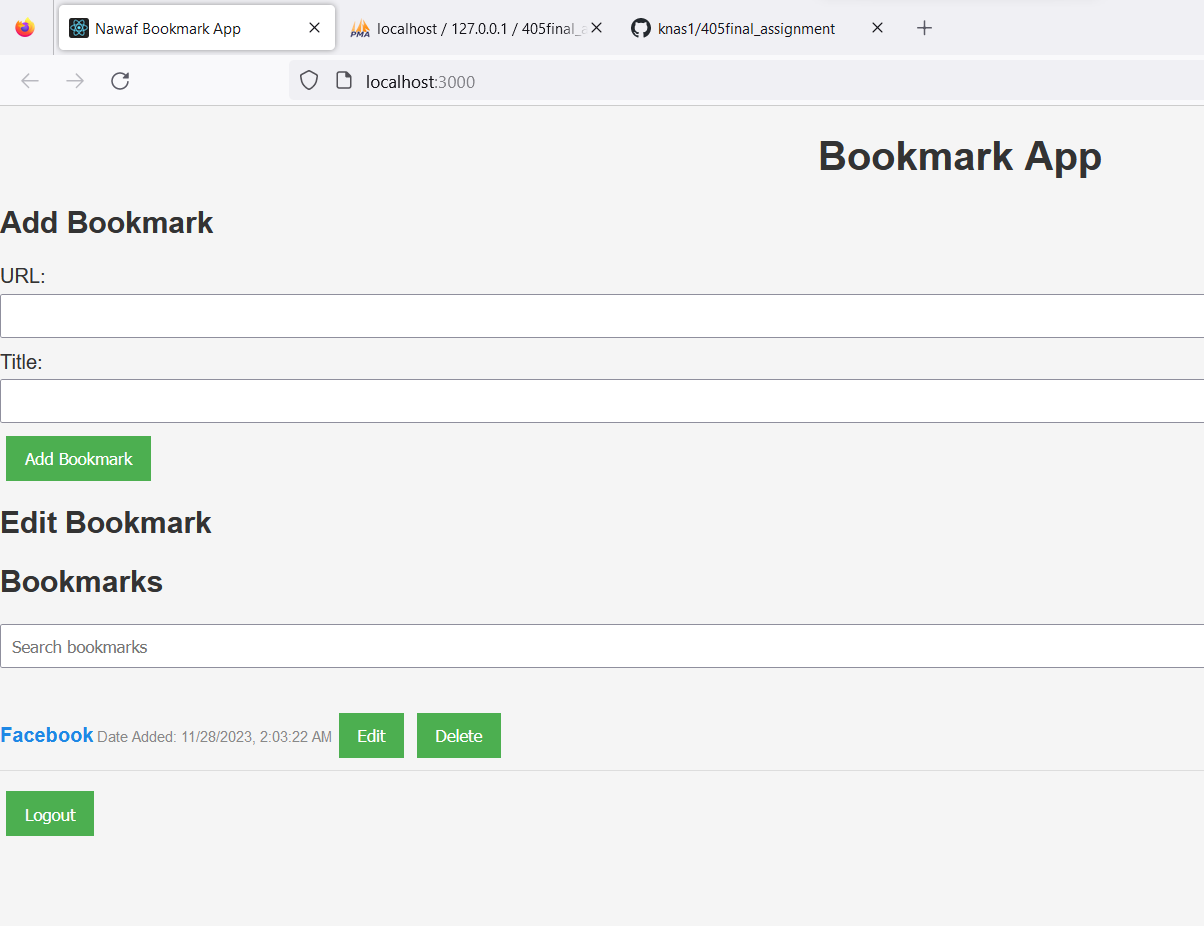 Nawaf Bookmark App
PMA localhost / 127.0.0.1 / 405final_a
knas1/405final_assignment
localhost:3000
Bookmark App
Add Bookmark
URL:
Title:
Add Bookmark
Edit Bookmark
Bookmarks
Search bookmarks
Facebook Date Added: 11/28/2023, 2:03:22 AM Edit Delete
Logout